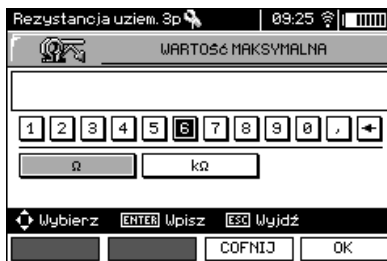 Rezystancja uziem. 3p 09:25
WARTOŚĆ MAKSYMALNA
1 2 3 4 5 6 7 8 9 0 ,
Ω kΩ
Wybierz ENTER Wpisz ESC Wyjdź
COFNIJ OK